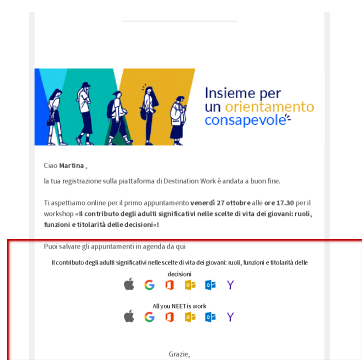 Insieme per
un orientamento
consapevole
Ciao Martina ,
la tua registrazione sulla piattaforma di Destination Work è andata a buon fine.
Ti aspettiamo online per il primo appuntamento venerdì 27 ottobre alle ore 17.30 per il
workshop «Il contributo degli adulti significativi nelle scelte di vita dei giovani: ruoli,
funzioni e titolarità delle decisioni»!
Puoi salvare gli appuntamenti in agenda da qui
Il contributo degli adulti significativi nelle scelte di vita dei giovani: ruoli, funzioni e titolarità delle
decisioni
All you NEET is work
Grazie,